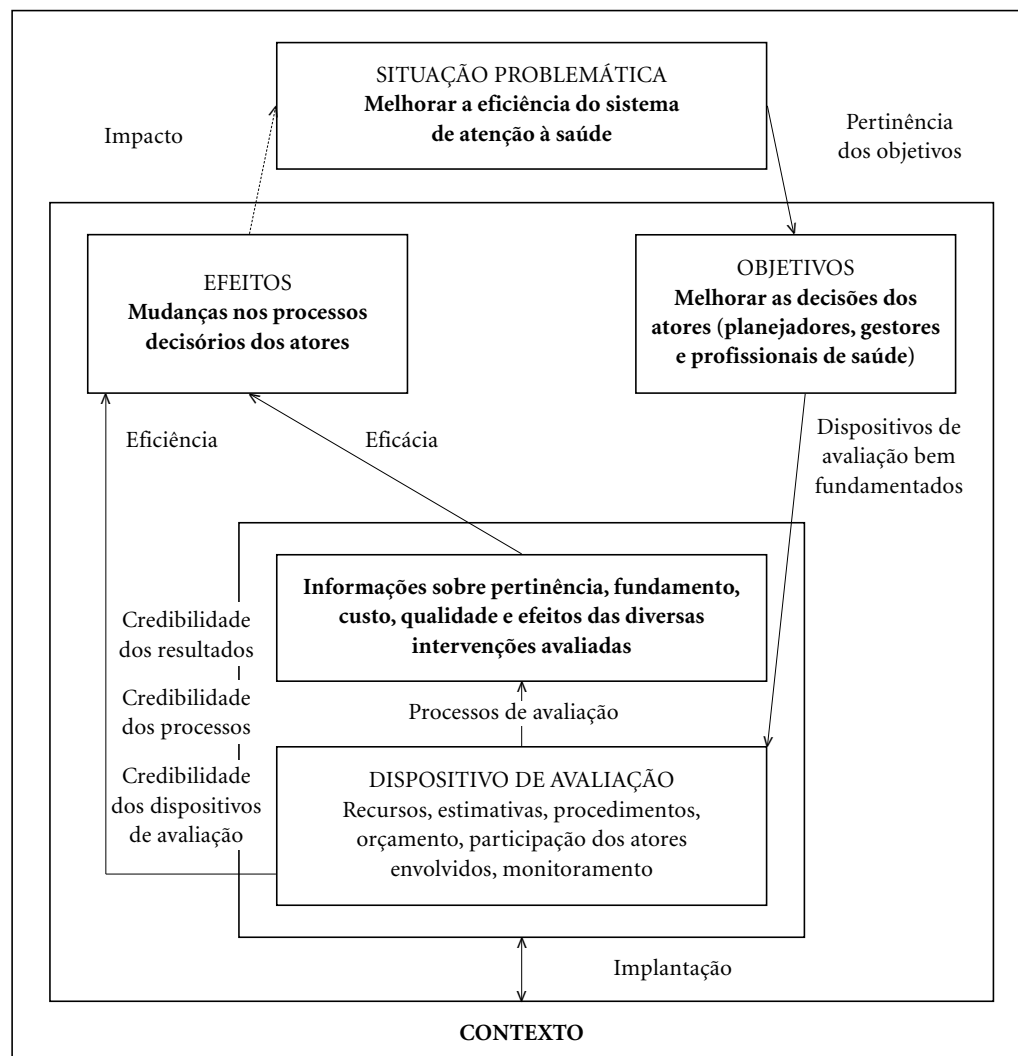 SITUAÇÃO PROBLEMÁTICA
Melhorar a eficiência do sistema
de atenção à saúde
Impacto
Pertinência
dos objetivos
EFEITOS
Mudanças nos processos
decisórios dos atores
OBJETIVOS
Melhorar as decisões dos
atores (planejadores, gestores
e profissionais de saúde)
Eficiência
Eficácia
Dispositivos de
avaliação bem
fundamentados
Informações sobre pertinência, fundamento,
custo, qualidade e efeitos das diversas
intervenções avaliadas
Credibilidade
dos resultados
Credibilidade
dos processos
Credibilidade
dos dispositivos
de avaliação
Processos de avaliação
DISPOSITIVO DE AVALIAÇÃO
Recursos, estimativas, procedimentos,
orçamento, participação dos atores
envolvidos, monitoramento
Implantação
CONTEXTO